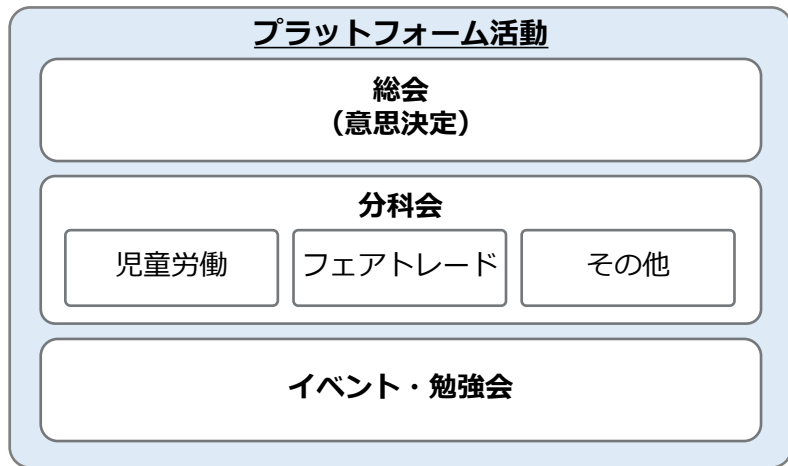 プラットフォーム活動
総会
（意思決定）
分科会
児童労働
フェアトレード
その他
イベント・勉強会